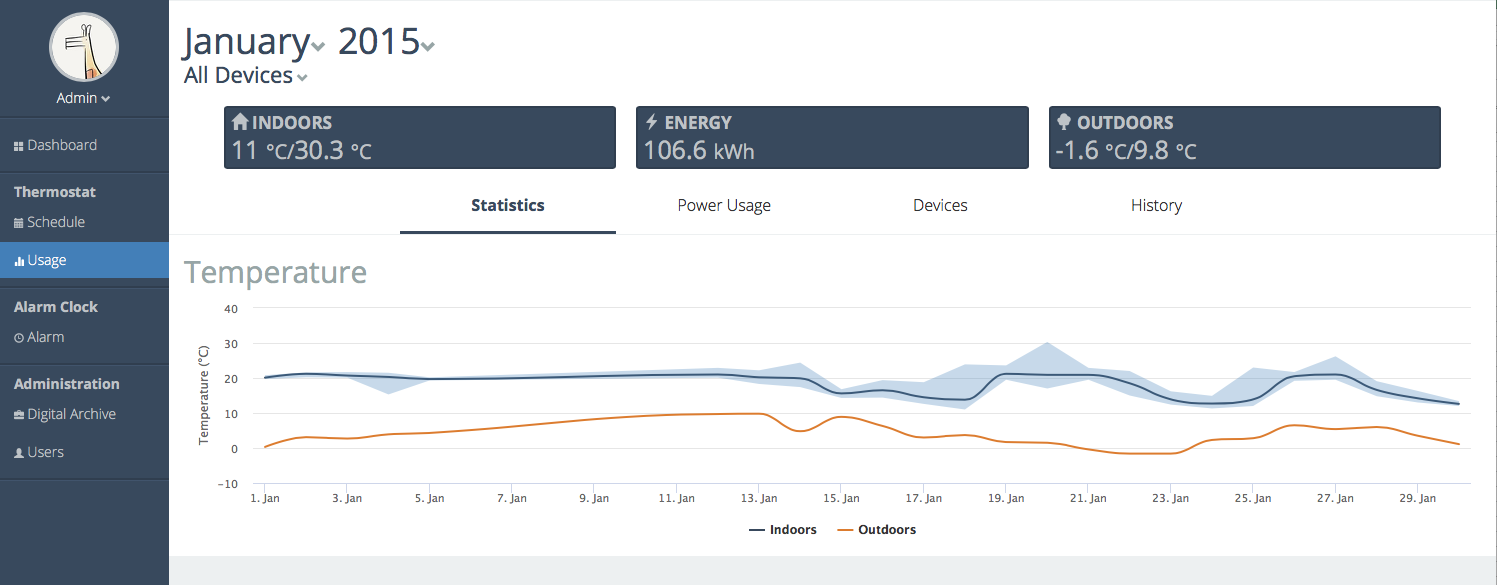 Admin
Dashboard
Thermostat
Schedule
Usage
Alarm Clock
Alarm
Administration
Digital Archive
Users
January 2015
All Devices
INDOORS
11 °C/30.3 °C
ENERGY
106.6 kWh
OUTDOORS
-1.6 °C/9.8 °C
Statistics Power Usage Devices History
Temperature
Temperature (°C)
40
30
20
10
0
−10
1. Jan 3. Jan 5. Jan 7. Jan 9. Jan 11. Jan 13. Jan 15. Jan 17. Jan 19. Jan 21. Jan 23. Jan 25. Jan 27. Jan 29. Jan
Indoors Outdoors